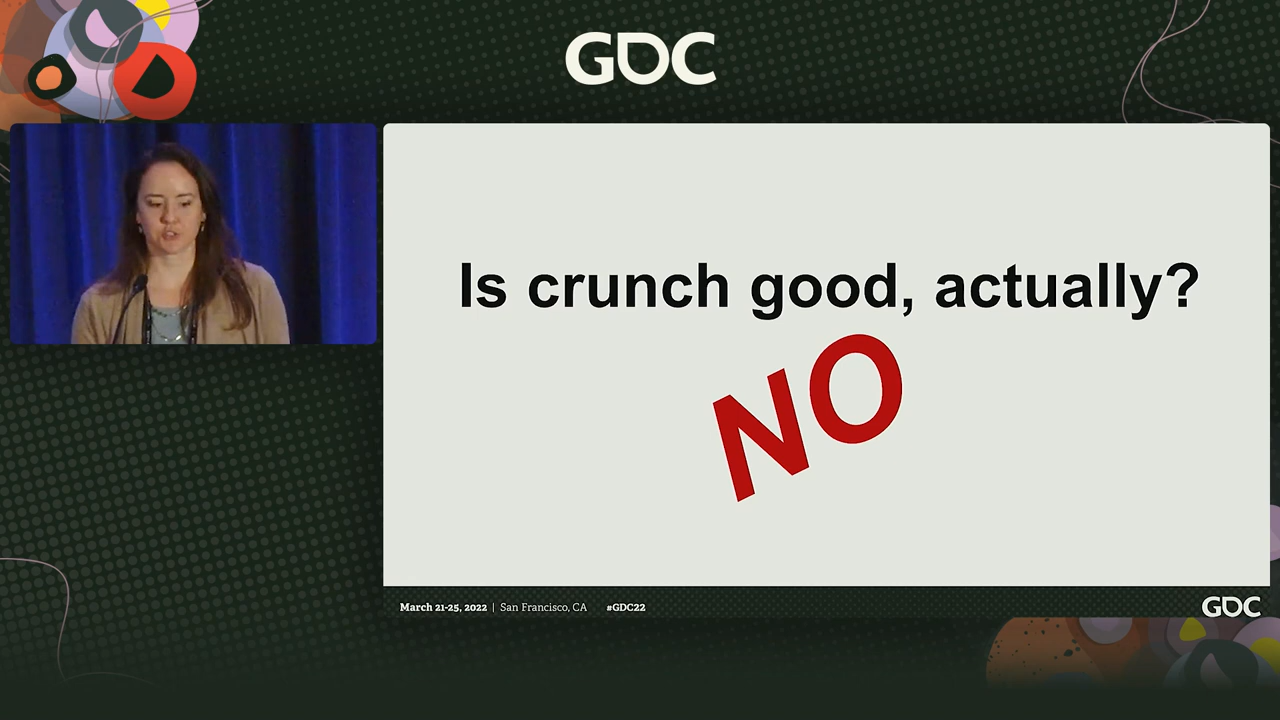 GDC
Is crunch good, actually?
NO
March 21-25, 2022 | San Francisco, CA #GDC22
GDC